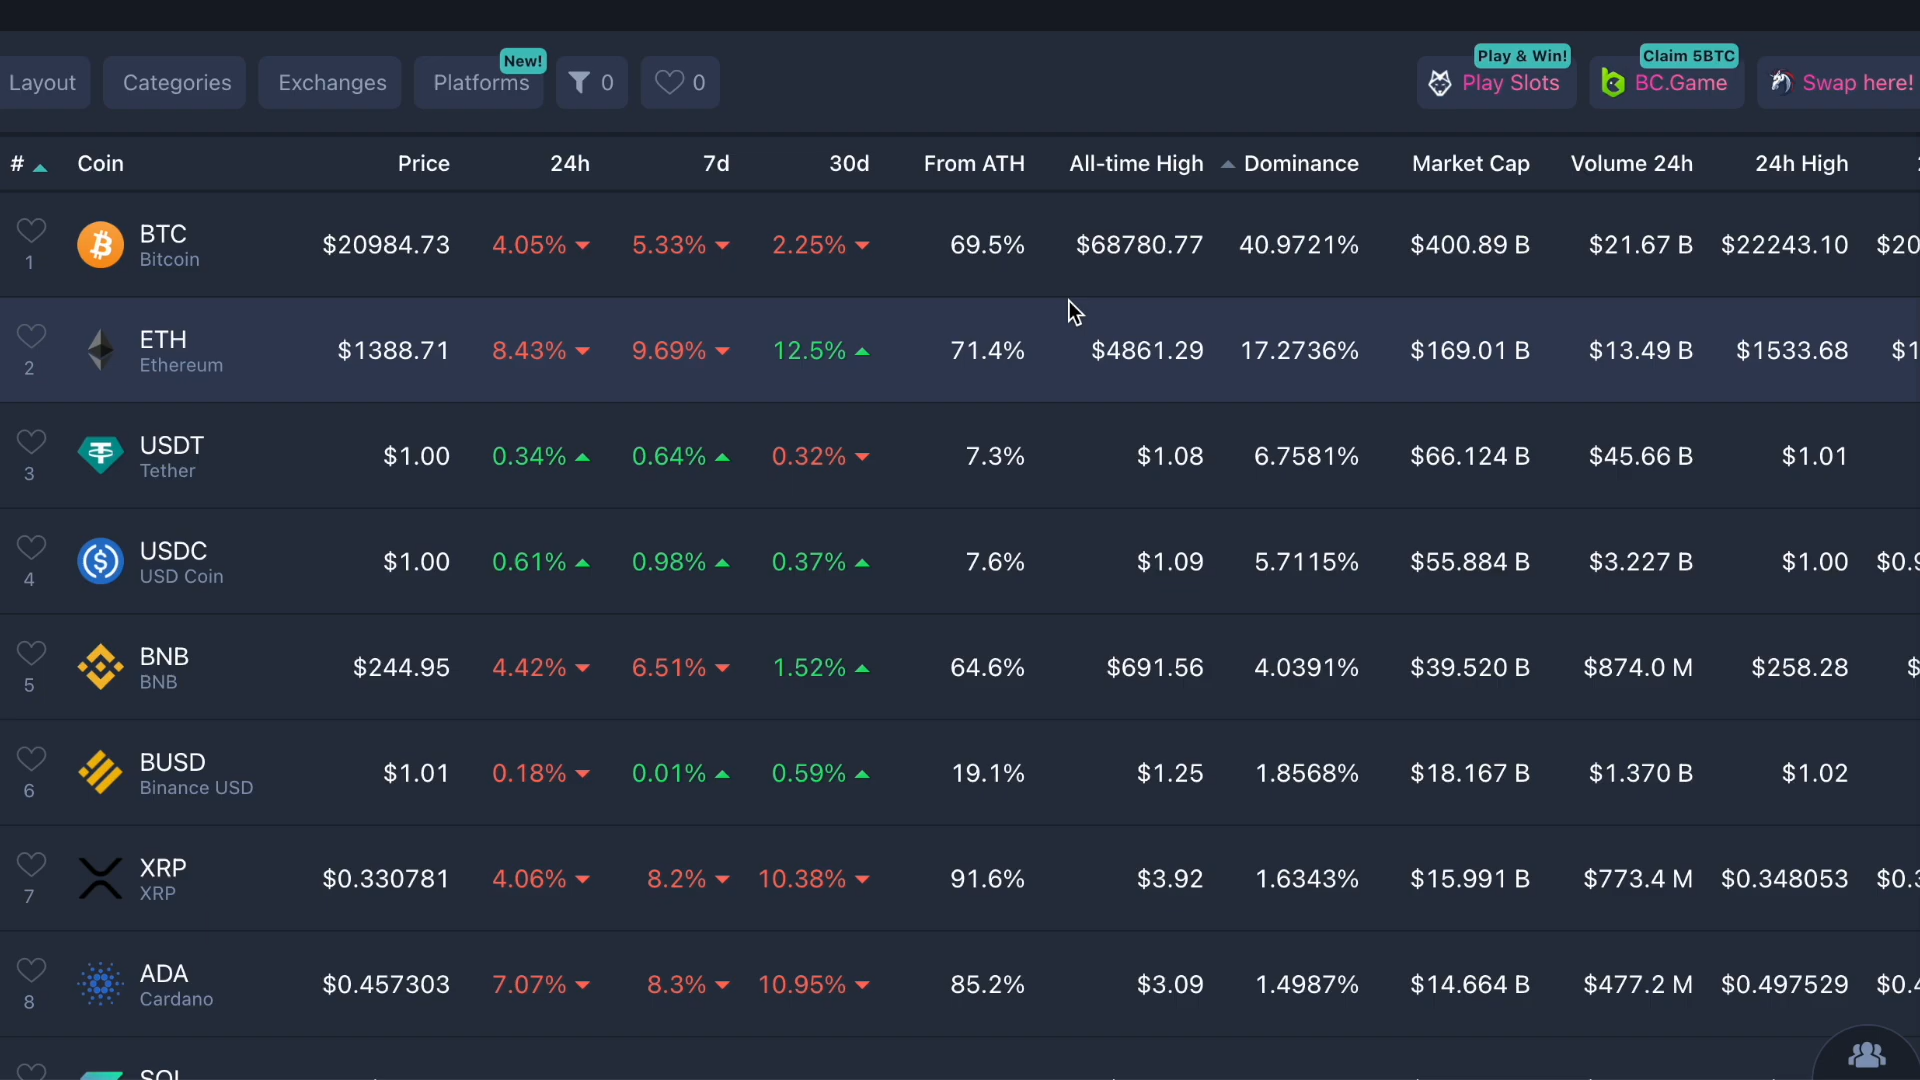 Layout Categories Exchanges Platforms New! 0 0 Play & Win! Play Slots Claim 5BTC BC.Game Swap here!
# Coin Price 24h 7d 30d From ATH All-time High Dominance Market Cap Volume 24h 24h High
1 BTC Bitcoin $20984.73 4.05% 5.33% 2.25% 69.5% $68780.77 40.9721% $400.89 B $21.67 B $22243.10 $20
2 ETH Ethereum $1388.71 8.43% 9.69% 12.5% 71.4% $4861.29 17.2736% $169.01 B $13.49 B $1533.68 $1
3 USDT Tether $1.00 0.34% 0.64% 0.32% 7.3% $1.08 6.7581% $66.124 B $45.66 B $1.01
4 USDC USD Coin $1.00 0.61% 0.98% 0.37% 7.6% $1.09 5.7115% $55.884 B $3.227 B $1.00 $0.9
5 BNB BNB $244.95 4.42% 6.51% 1.52% 64.6% $691.56 4.0391% $39.520 B $874.0 M $258.28 $
6 BUSD Binance USD $1.01 0.18% 0.01% 0.59% 19.1% $1.25 1.8568% $18.167 B $1.370 B $1.02
7 XRP XRP $0.330781 4.06% 8.2% 10.38% 91.6% $3.92 1.6343% $15.991 B $773.4 M $0.348053 $0.3
8 ADA Cardano $0.457303 7.07% 8.3% 10.95% 85.2% $3.09 1.4987% $14.664 B $477.2 M $0.497529 $0.4
SOL